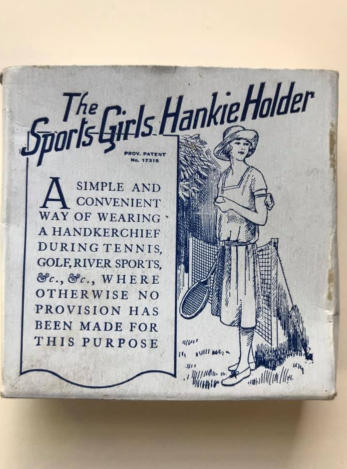 The
Sports Girls Hankie Holder
PROV. PATENT
No. 17315
A SIMPLE AND
CONVENIENT
WAY OF WEARING
A HANDKERCHIEF
DURING TENNIS,
GOLF, RIVER SPORTS,
&c., &c., WHERE
OTHERWISE NO
PROVISION HAS
BEEN MADE FOR
THIS PURPOSE